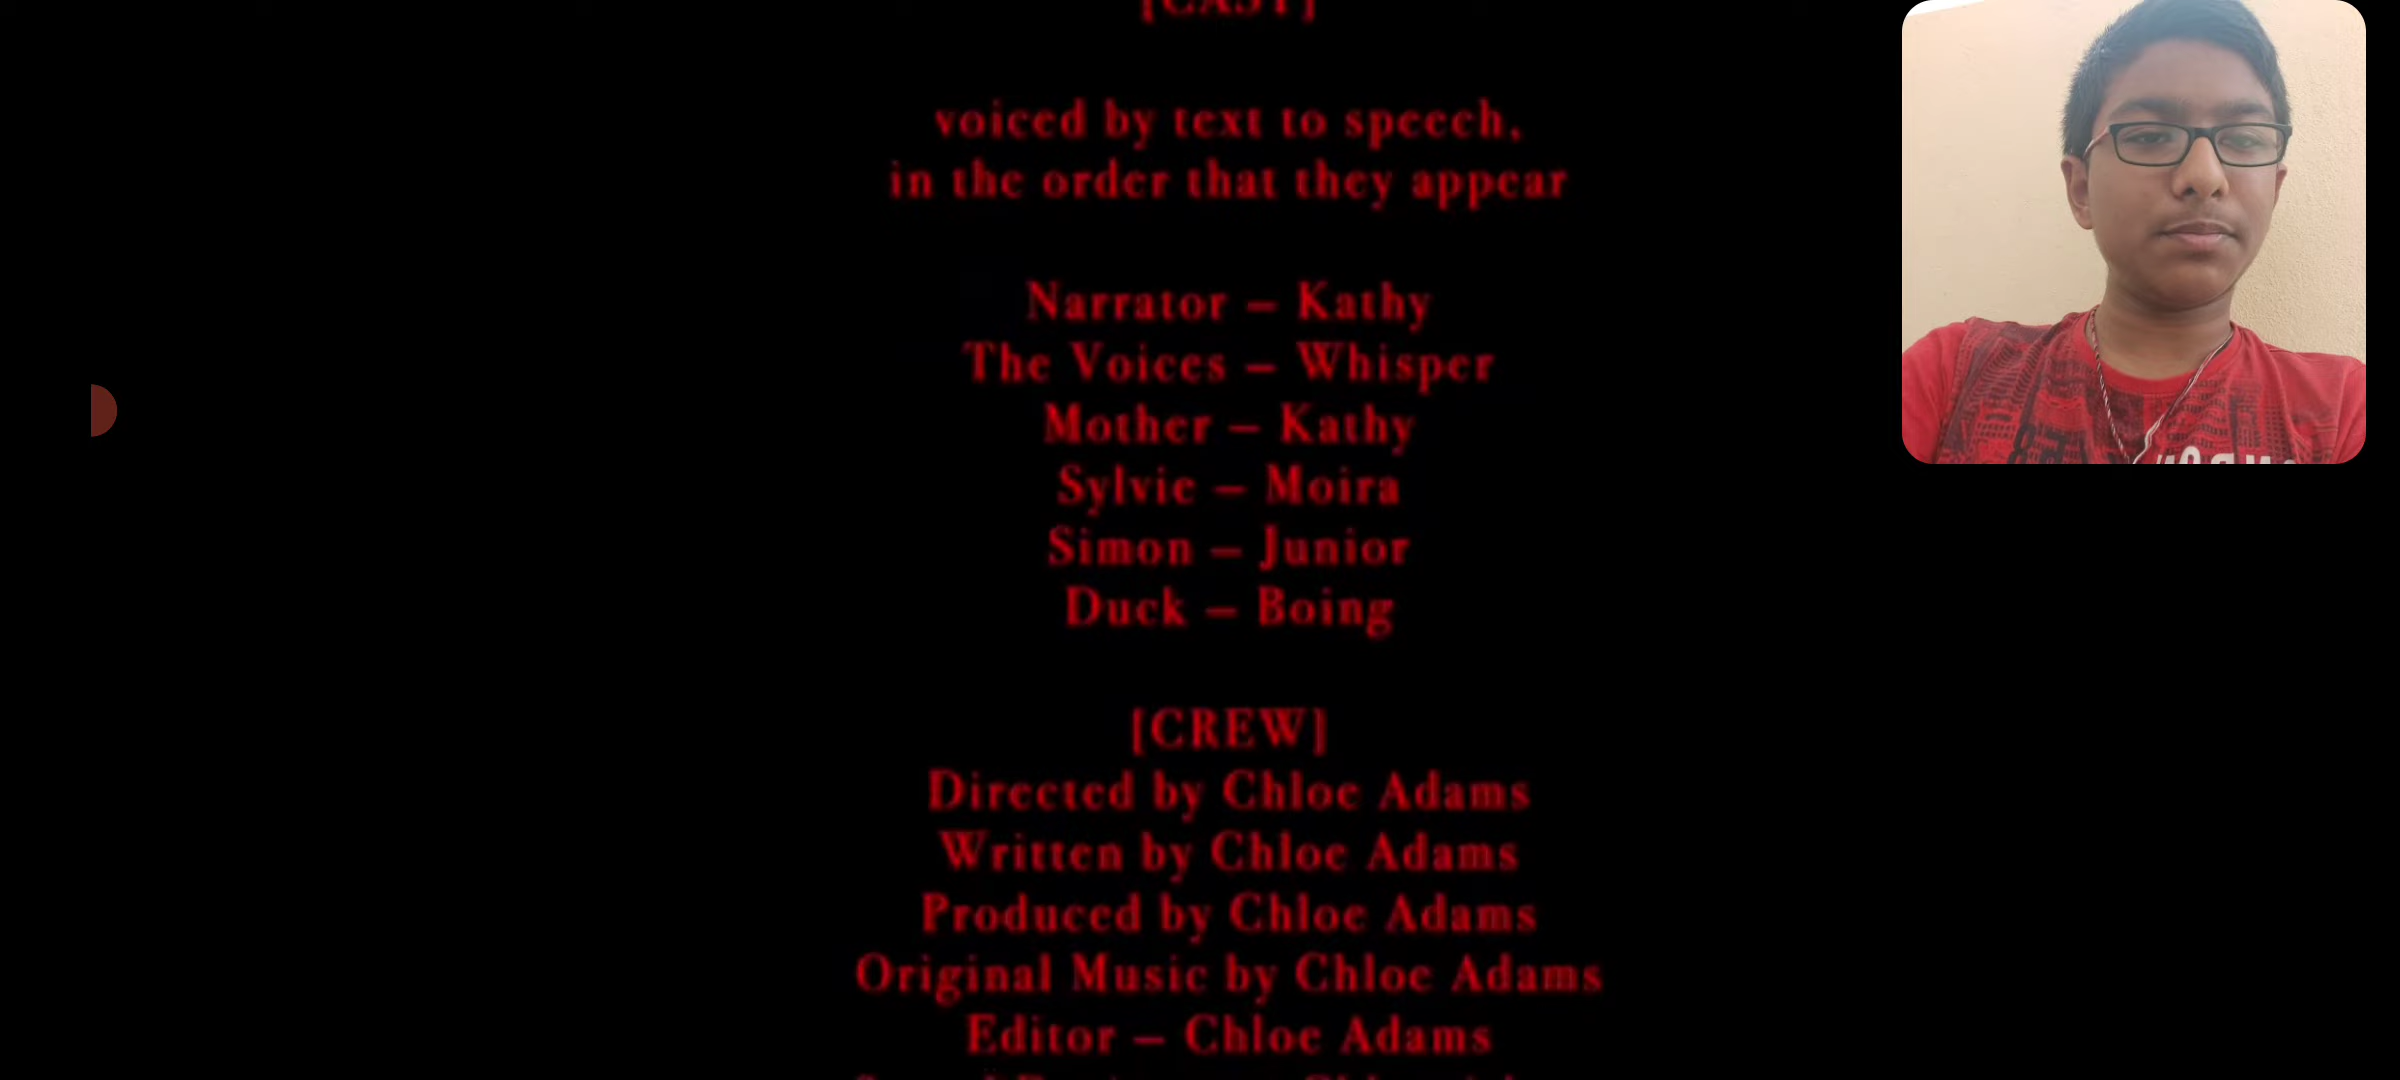 [CAST]
voiced by text to speech,
in the order that they appear
Narrator – Kathy
The Voices – Whisper
Mother – Kathy
Sylvie – Moira
Simon – Junior
Duck – Boing
[CREW]
Directed by Chloe Adams
Written by Chloe Adams
Produced by Chloe Adams
Original Music by Chloe Adams
Editor – Chloe Adams